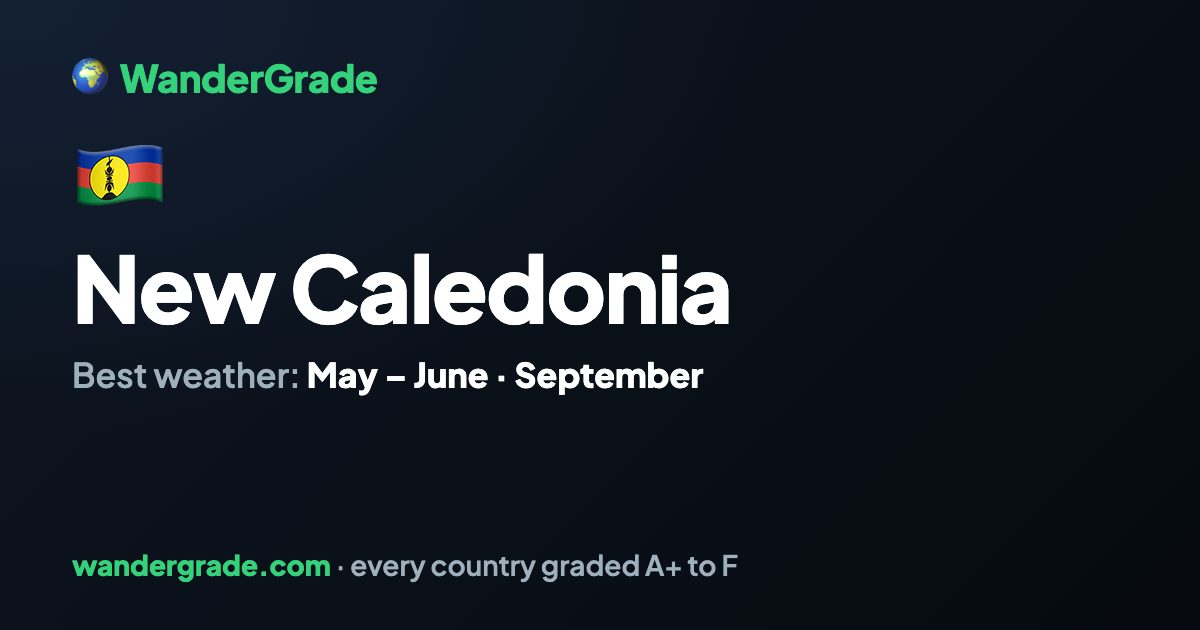 WanderGrade
New Caledonia
Best weather: May – June · September
wandergrade.com · every country graded A+ to F